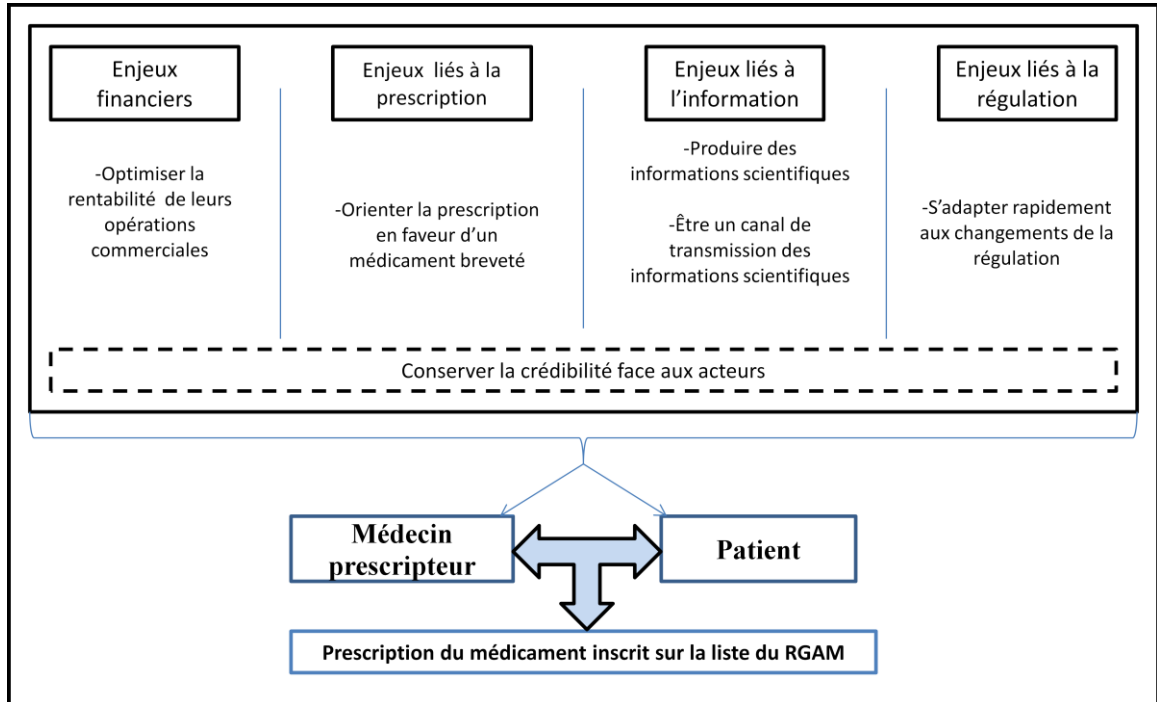 Enjeux
financiers
-Optimiser la
rentabilité de leurs
opérations
commerciales
Enjeux liés à la
prescription
-Orienter la prescription
en faveur d’un
médicament breveté
Enjeux liés à
l’information
-Produire des
informations scientifiques
-Être un canal de
transmission des
informations scientifiques
Enjeux liés à la
régulation
-S’adapter rapidement
aux changements de la
régulation
Conserver la crédibilité face aux acteurs
Médecin
prescripteur
Patient
Prescription du médicament inscrit sur la liste du RGAM